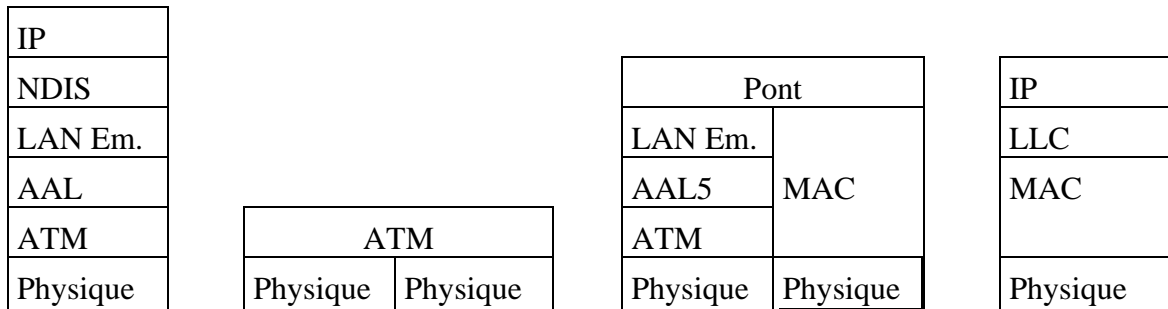 IP
NDIS
LAN Em.
AAL
ATM
Physique
ATM
Physique Physique
Pont
LAN Em.
AAL5 MAC
ATM
Physique Physique
IP
LLC
MAC
Physique